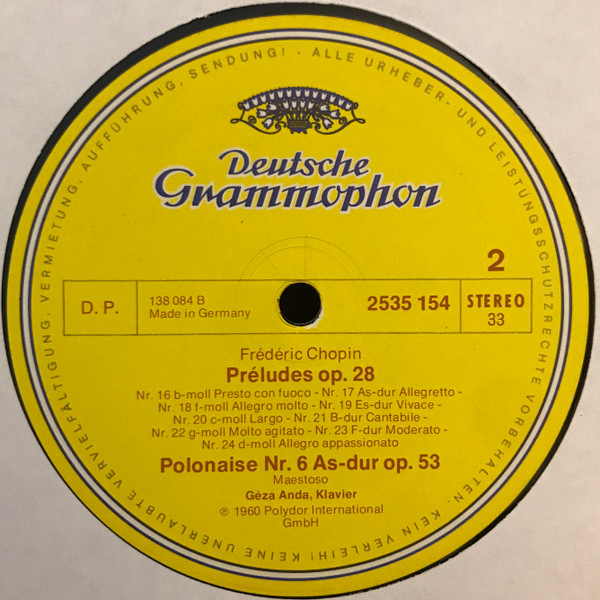 ALLE URHEBER- UND LEISTUNGSSCHUTZRECHTE VORBEHALTEN. KEIN VERLEIH! KEINE UNERLAUBTE VERVIELFÄLTIGUNG, VERMIETUNG, AUFFÜHRUNG, SENDUNG! ·
Deutsche
Grammophon
2
D. P.
138 084 B
Made in Germany
2535 154
STEREO
33
Frédéric Chopin
Préludes op. 28
Nr. 16 b-moll Presto con fuoco - Nr. 17 As-dur Allegretto -
Nr. 18 f-moll Allegro molto - Nr. 19 Es-dur Vivace -
Nr. 20 c-moll Largo - Nr. 21 B-dur Cantabile -
Nr. 22 g-moll Molto agitato - Nr. 23 F-dur Moderato -
Nr. 24 d-moll Allegro appassionato
Polonaise Nr. 6 As-dur op. 53
Maestoso
Géza Anda, Klavier
℗ 1960 Polydor International
GmbH